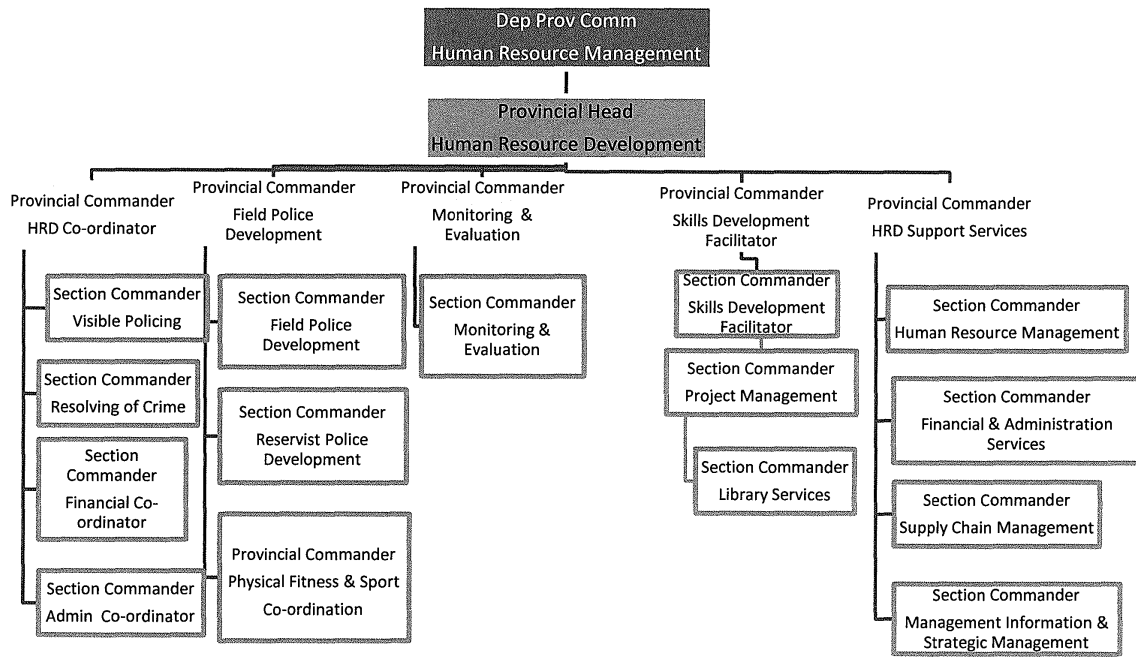 Dep Prov Comm
Human Resource Management
Provincial Head
Human Resource Development
Provincial Commander
HRD Co-ordinator
Section Commander
Visible Policing
Section Commander
Resolving of Crime
Section
Commander
Financial Co-
ordinator
Section Commander
Admin Co-ordinator
Provincial Commander
Field Police
Development
Section Commander
Field Police
Development
Section Commander
Reservist Police
Development
Provincial Commander
Physical Fitness & Sport
Co-ordination
Provincial Commander
Monitoring &
Evaluation
Section Commander
Monitoring &
Evaluation
Provincial Commander
Skills Development
Facilitator
Section Commander
Skills Development
Facilitator
Section Commander
Project Management
Section Commander
Library Services
Provincial Commander
HRD Support Services
Section Commander
Human Resource Management
Section Commander
Financial & Administration
Services
Section Commander
Supply Chain Management
Section Commander
Management Information &
Strategic Management